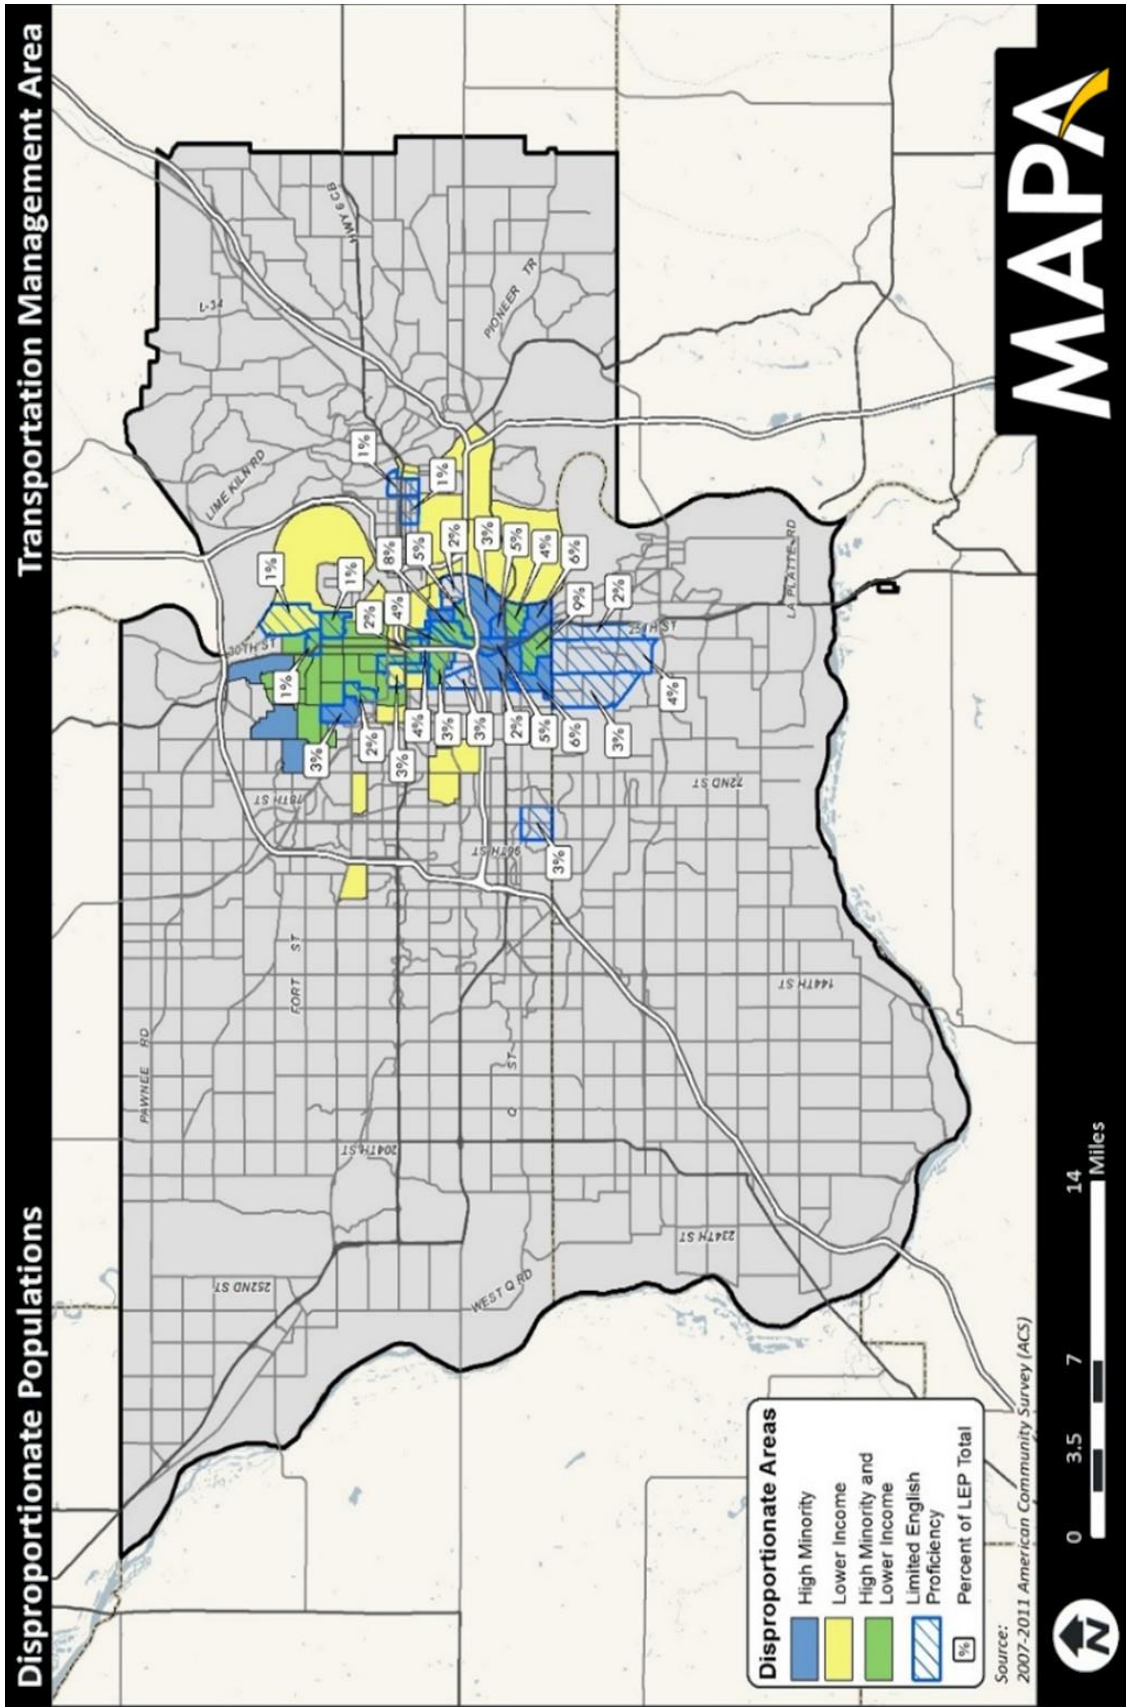 Disproportionate Populations
Transportation Management Area
252ND ST
PAWNEE RD
204TH ST
WEST Q RD
FORT ST
Q ST
234TH ST
144TH ST
78TH ST
96TH ST
72ND ST
30TH ST
25TH ST
LIME KILN RD
L-34
HWY 6 CB
PIONEER TR
LA PLATTE RD
1%
1%
1%
1%
1%
3%
2%
3%
2%
4%
8%
5%
2%
3%
5%
4%
6%
9%
2%
4%
3%
3%
2%
5%
6%
3%
4%
3%
Disproportionate Areas
High Minority
Lower Income
High Minority and
Lower Income
Limited English
Proficiency
% Percent of LEP Total
Source:
2007-2011 American Community Survey (ACS)
N
0 3.5 7 14
Miles
MAPA